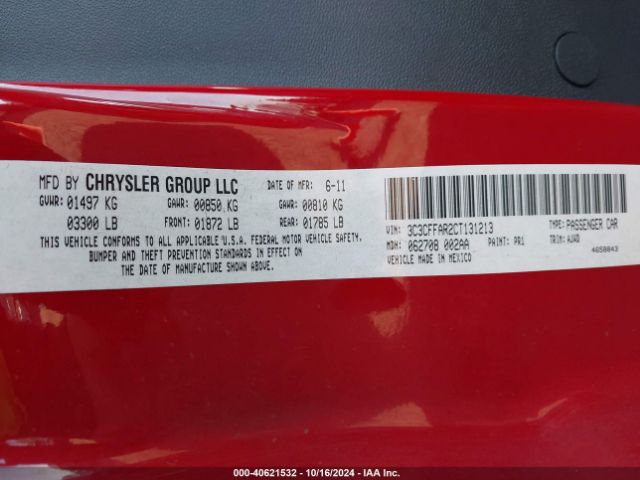 MFD BY CHRYSLER GROUP LLC DATE OF MFR: 6-11
GVWR: 01497 KG GAWR: 00850 KG GAWR: 00810 KG
03300 LB FRONT: 01872 LB REAR: 01785 LB
THIS VEHICLE CONFORMS TO ALL APPLICABLE U.S.A. FEDERAL MOTOR VEHICLE SAFETY,
BUMPER AND THEFT PREVENTION STANDARDS IN EFFECT ON
THE DATE OF MANUFACTURE SHOWN ABOVE.
VIN: 3C3CFFAR2CT131213 TYPE: PASSENGER CAR
MDH: 062708 002AA PAINT: PR1 TRIM: AJRD
VEHICLE MADE IN MEXICO 4658843
000-40621532 - 10/16/2024 - IAA Inc.